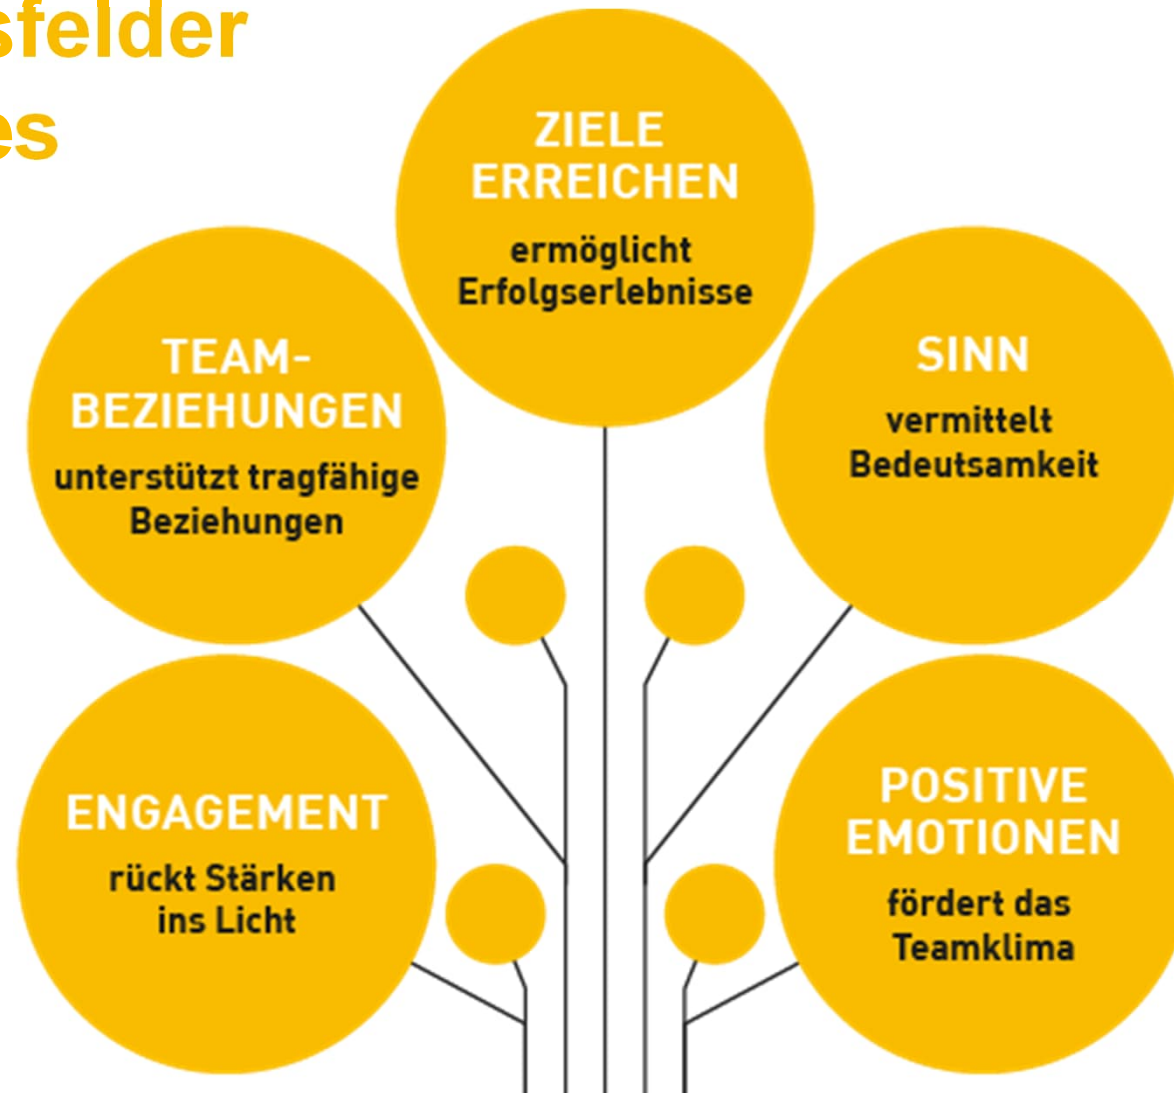 sfelder
es
ZIELE
ERREICHEN
ermöglicht
Erfolgserlebnisse
TEAM-
BEZIEHUNGEN
unterstützt tragfähige
Beziehungen
SINN
vermittelt
Bedeutsamkeit
ENGAGEMENT
rückt Stärken
ins Licht
POSITIVE
EMOTIONEN
fördert das
Teamklima